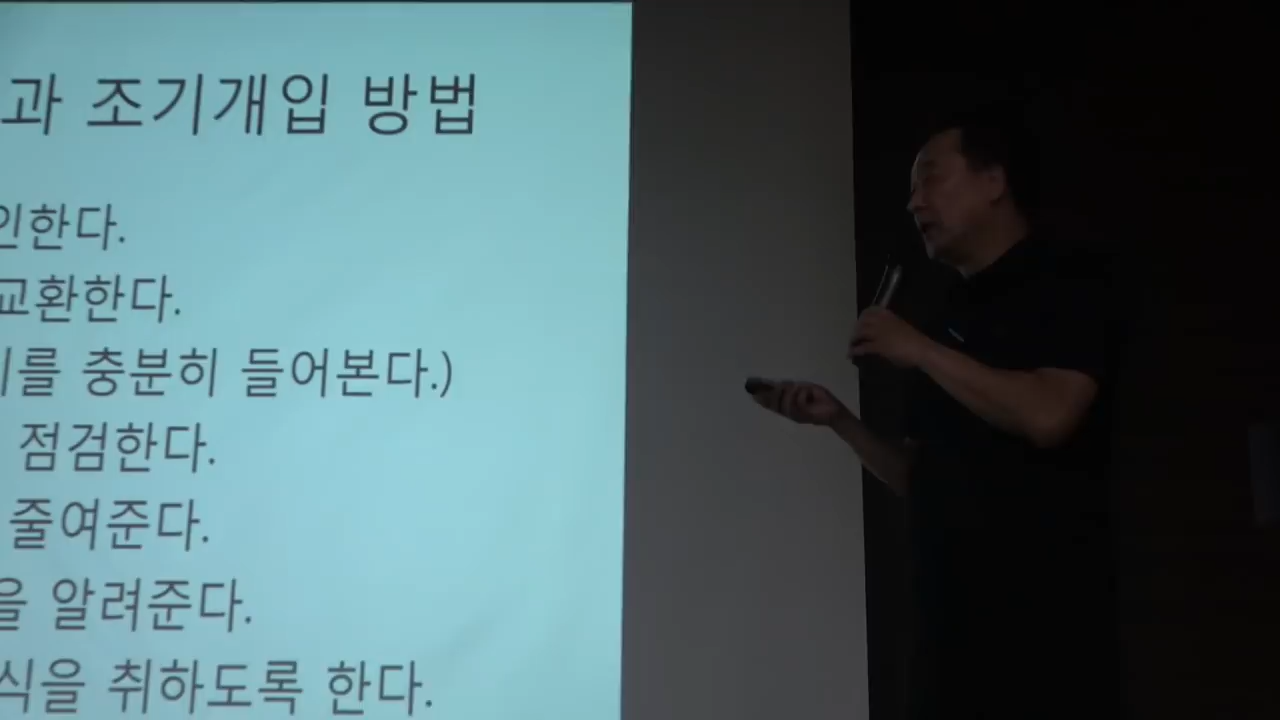 과 조기개입 방법
인한다.
교환한다.
를 충분히 들어본다.)
점검한다.
줄여준다.
을 알려준다.
식을 취하도록 한다.